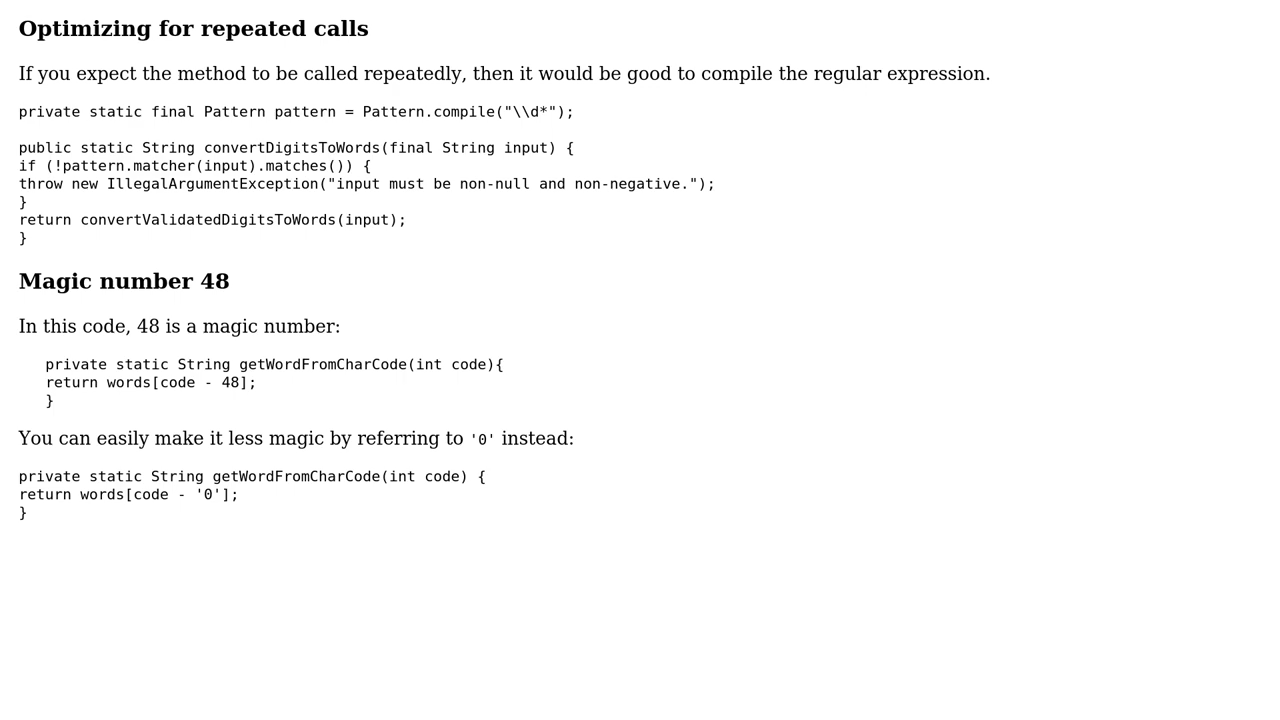 Optimizing for repeated calls
If you expect the method to be called repeatedly, then it would be good to compile the regular expression.
private static final Pattern pattern = Pattern.compile("\\d*");
public static String convertDigitsToWords(final String input) {
if (!pattern.matcher(input).matches()) {
throw new IllegalArgumentException("input must be non-null and non-negative.");
}
return convertValidatedDigitsToWords(input);
}
Magic number 48
In this code, 48 is a magic number:
private static String getWordFromCharCode(int code){
return words[code - 48];
}
You can easily make it less magic by referring to '0' instead:
private static String getWordFromCharCode(int code) {
return words[code - '0'];
}